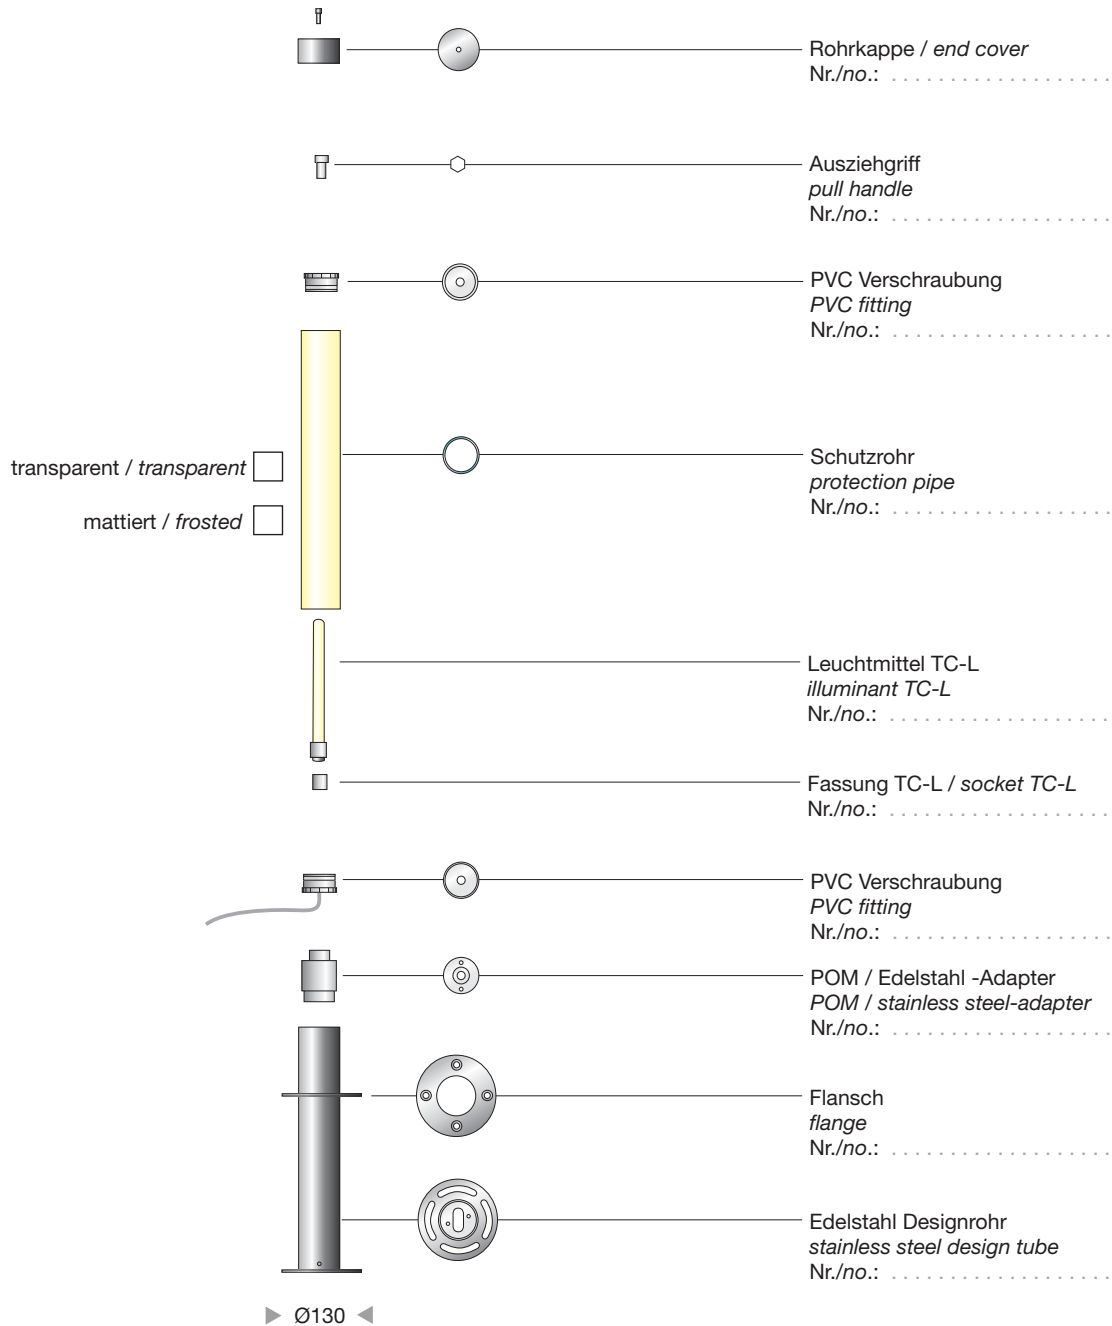 Rohrkappe / end cover
Nr./no.: . . . . . . . . . . . . . . . . . . .
Ausziehgriff
pull handle
Nr./no.: . . . . . . . . . . . . . . . . . . .
PVC Verschraubung
PVC fitting
Nr./no.: . . . . . . . . . . . . . . . . . . .
transparent / transparent
mattiert / frosted
Schutzrohr
protection pipe
Nr./no.: . . . . . . . . . . . . . . . . . . .
Leuchtmittel TC-L
illuminant TC-L
Nr./no.: . . . . . . . . . . . . . . . . . . .
Fassung TC-L / socket TC-L
Nr./no.: . . . . . . . . . . . . . . . . . . .
PVC Verschraubung
PVC fitting
Nr./no.: . . . . . . . . . . . . . . . . . . .
POM / Edelstahl -Adapter
POM / stainless steel-adapter
Nr./no.: . . . . . . . . . . . . . . . . . . .
Flansch
flange
Nr./no.: . . . . . . . . . . . . . . . . . . .
Edelstahl Designrohr
stainless steel design tube
Nr./no.: . . . . . . . . . . . . . . . . . . .
Ø130